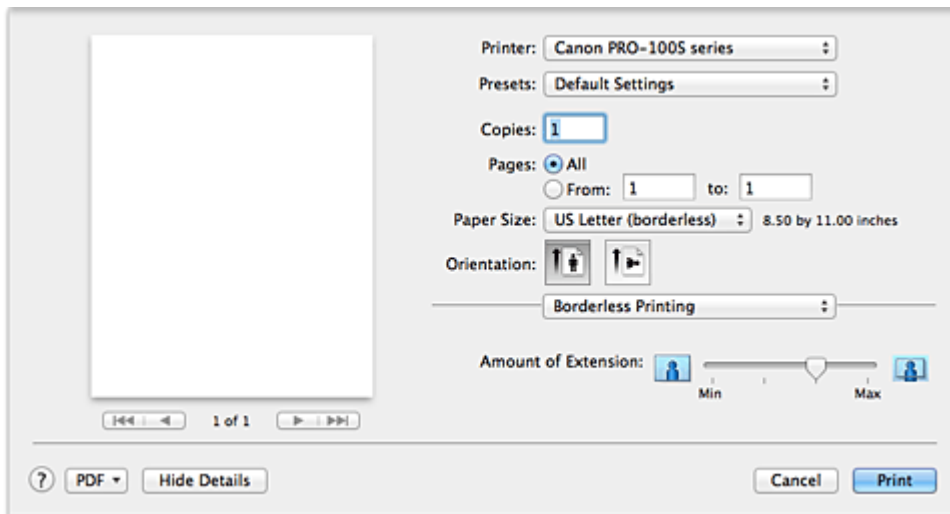 Printer: Canon PRO-100S series
Presets: Default Settings
Copies: 1
Pages: All
From: 1 to: 1
Paper Size: US Letter (borderless) 8.50 by 11.00 inches
Orientation:
Borderless Printing
Amount of Extension:
Min Max
1 of 1
? PDF Hide Details Cancel Print